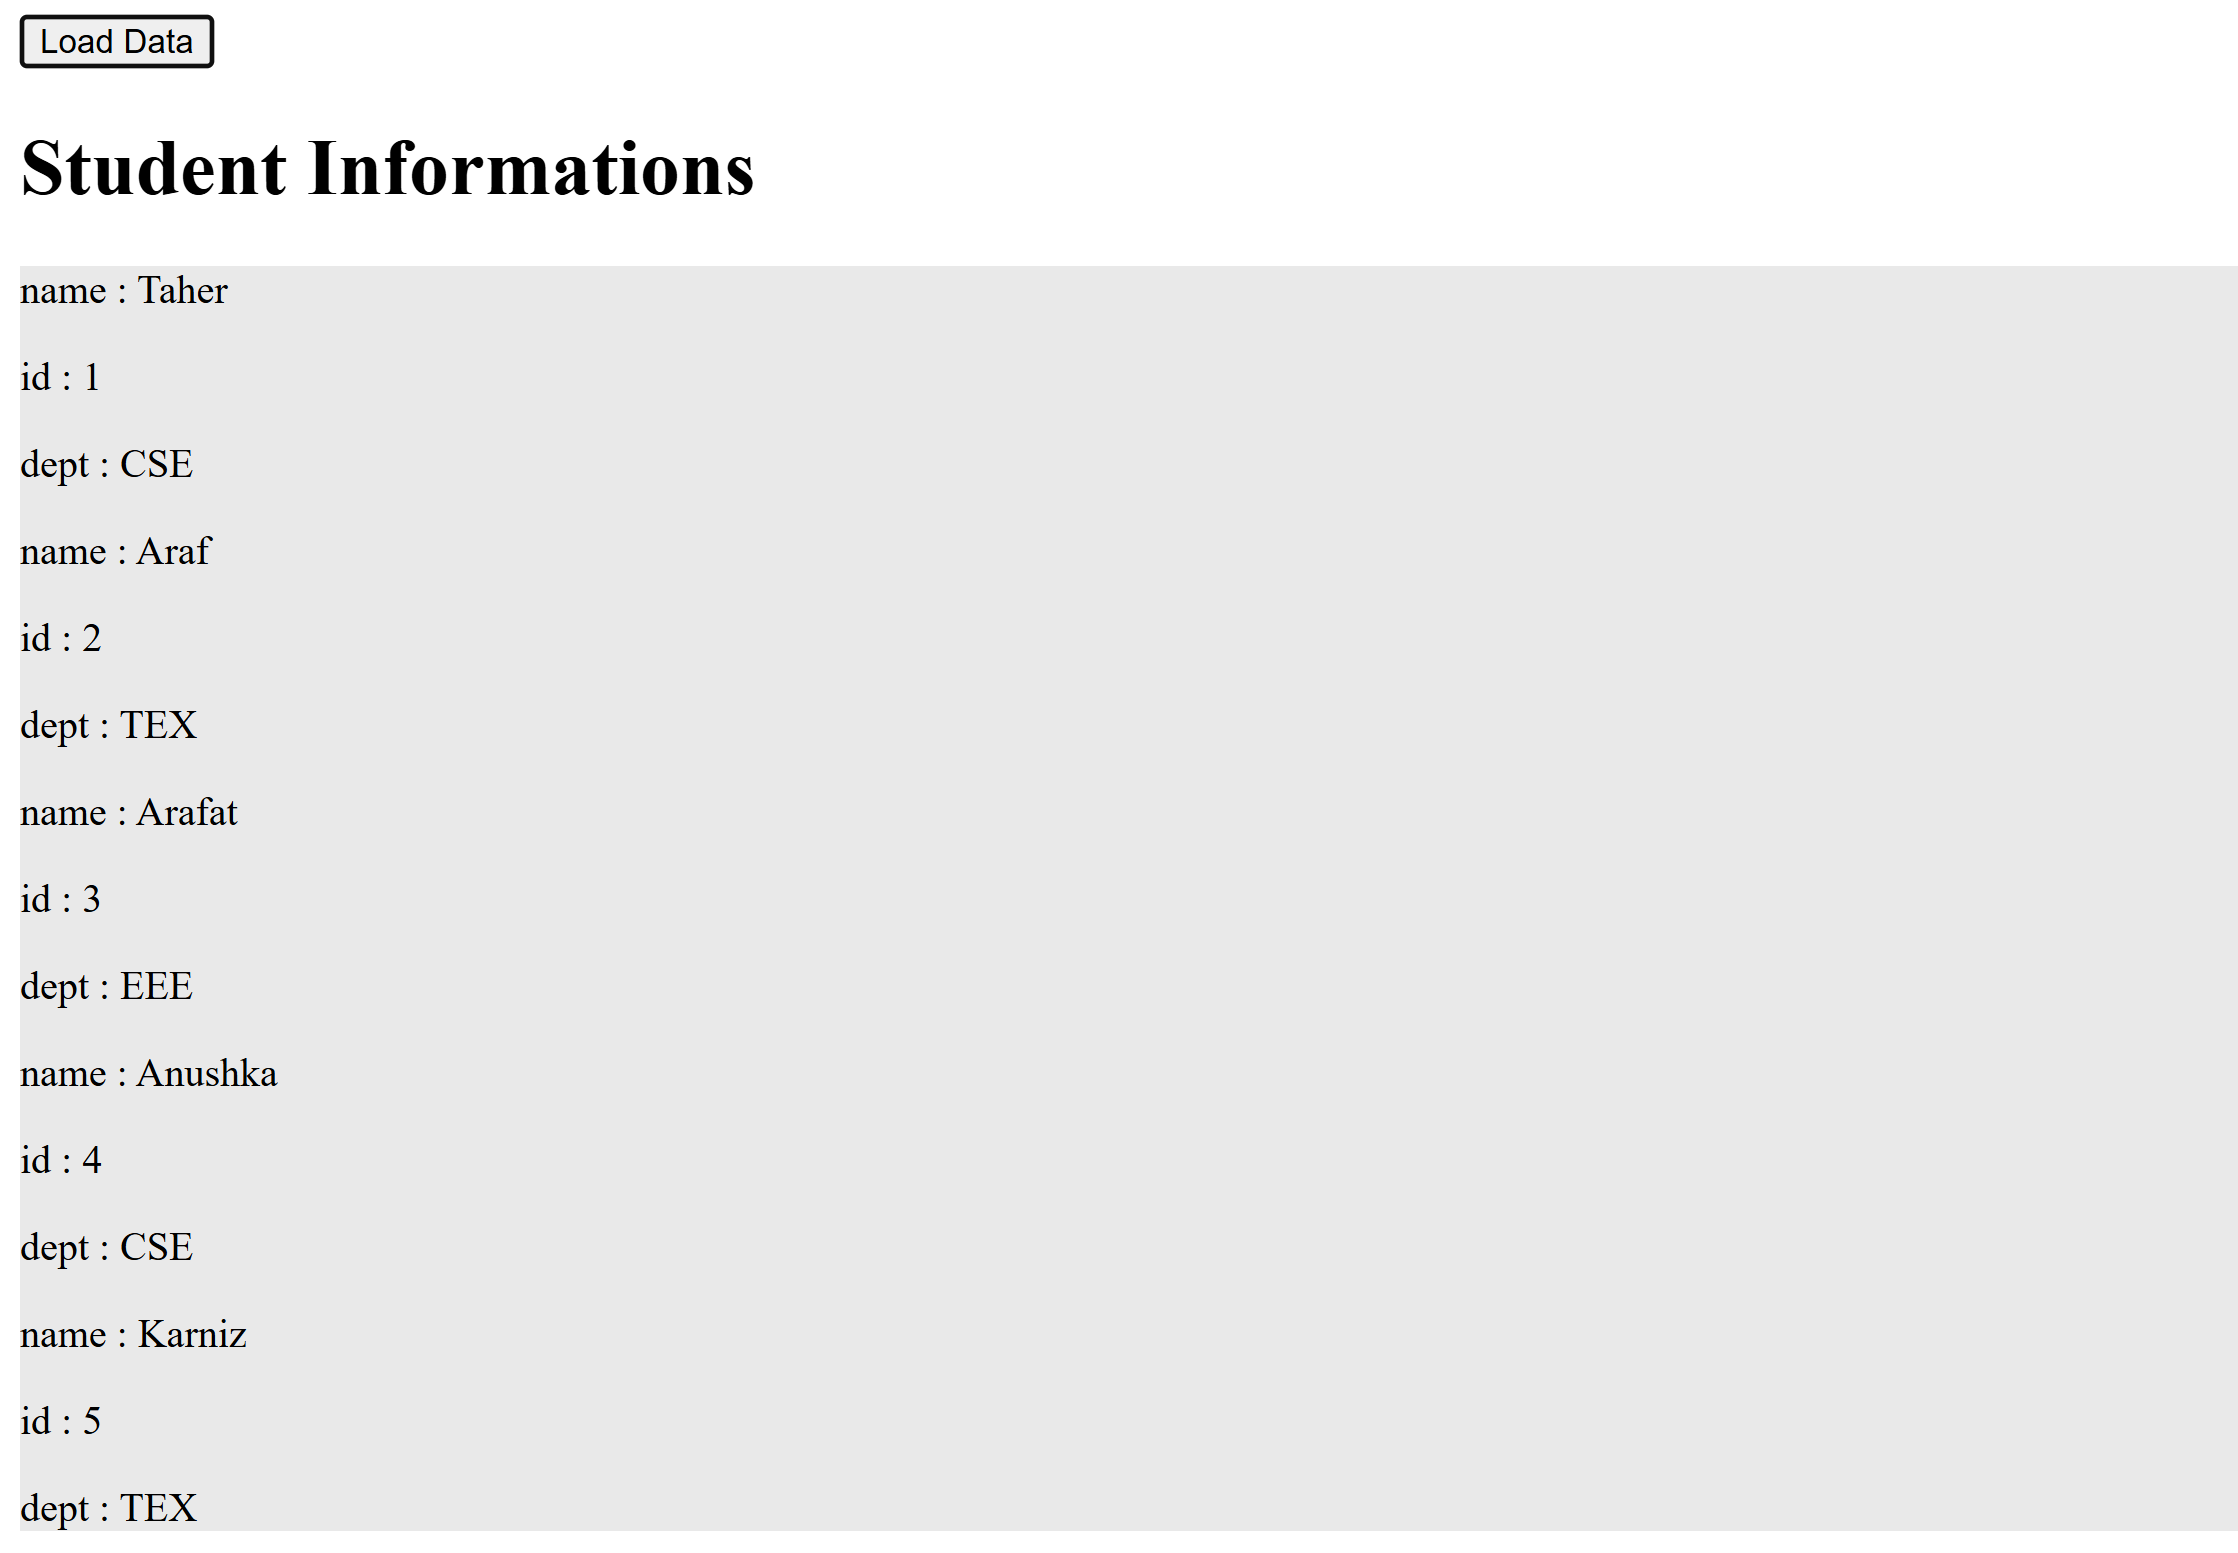 Load Data
Student Informations
name : Taher
id : 1
dept : CSE
name : Araf
id : 2
dept : TEX
name : Arafat
id : 3
dept : EEE
name : Anushka
id : 4
dept : CSE
name : Karniz
id : 5
dept : TEX